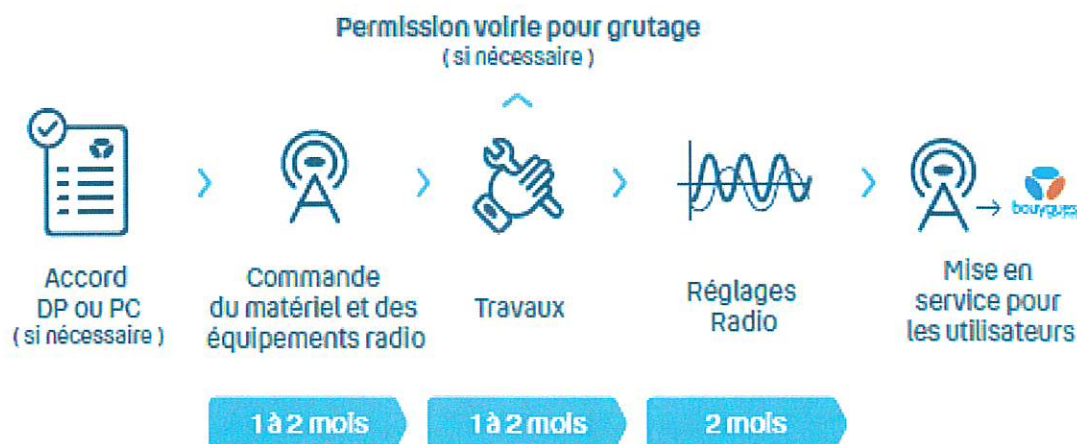 Permission voirie pour grutage
( si nécessaire )
Accord
DP ou PC
( si nécessaire )
Commande
du matériel et des
équipements radio
Travaux
Réglages
Radio
bouygues
Mise en
service pour
les utilisateurs
1 à 2 mois
1 à 2 mois
2 mois